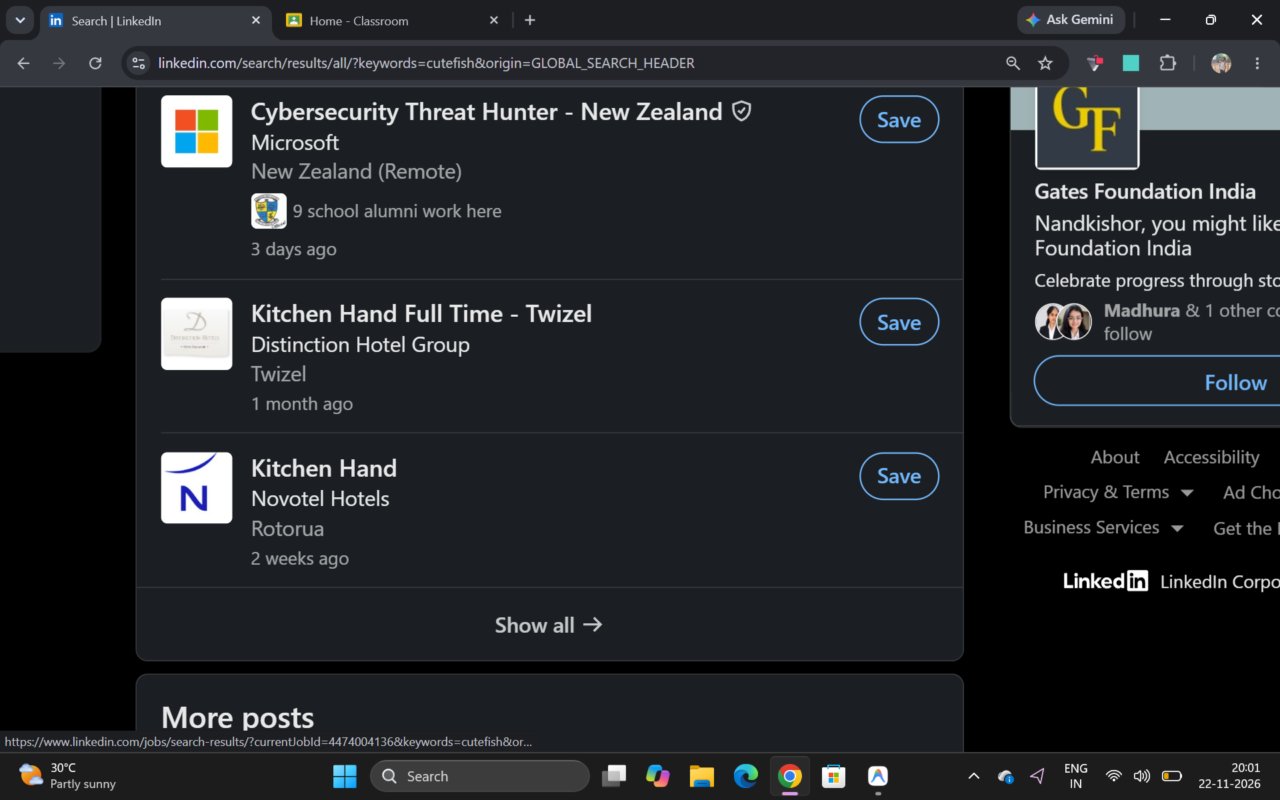 Search | LinkedIn
Home - Classroom
Ask Gemini
linkedin.com/search/results/all/?keywords=cutefish&origin=GLOBAL_SEARCH_HEADER
Cybersecurity Threat Hunter - New Zealand
Microsoft
New Zealand (Remote)
9 school alumni work here
3 days ago
Save
Kitchen Hand Full Time - Twizel
Distinction Hotel Group
Twizel
1 month ago
Save
Kitchen Hand
Novotel Hotels
Rotorua
2 weeks ago
Save
N
Show all →
More posts
GF
Gates Foundation India
Nandkishor, you might like
Foundation India
Celebrate progress through sto
Madhura & 1 other co
follow
Follow
About Accessibility
Privacy & Terms Ad Cho
Business Services Get the
LinkedIn LinkedIn Corpo
https://www.linkedin.com/jobs/search-results/?currentJobId=4474004136&keywords=cutefish&or...
30°C
Partly sunny
Search
ENG
IN
20:01
22-11-2026